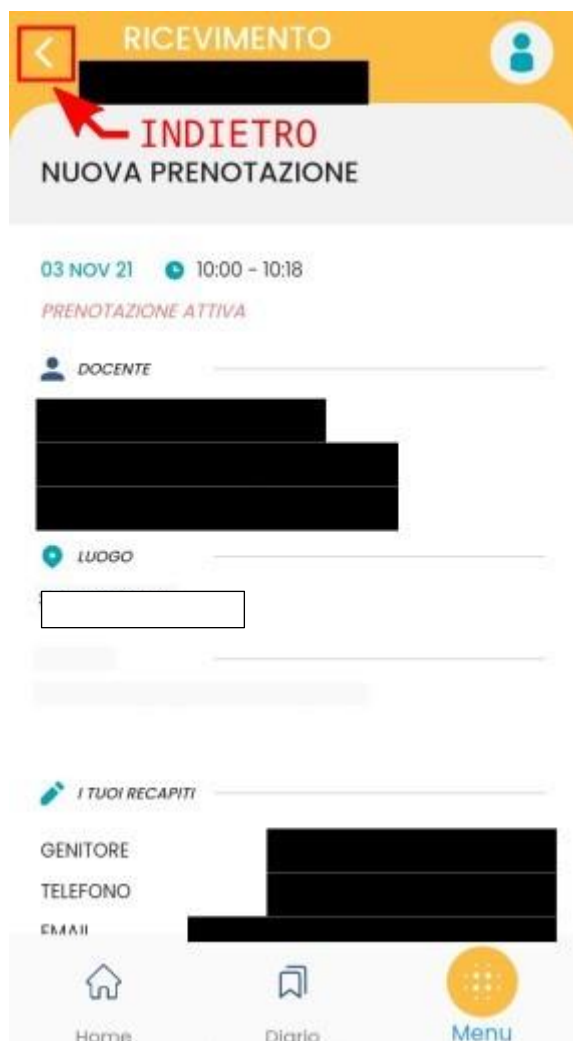 RICEVIMENTO
INDIETRO
NUOVA PRENOTAZIONE
03 NOV 21 10:00 - 10:18
PRENOTAZIONE ATTIVA
DOCENTE
LUOGO
I TUOI RECAPITI
GENITORE
TELEFONO
EMAIL
Home Diario Menu